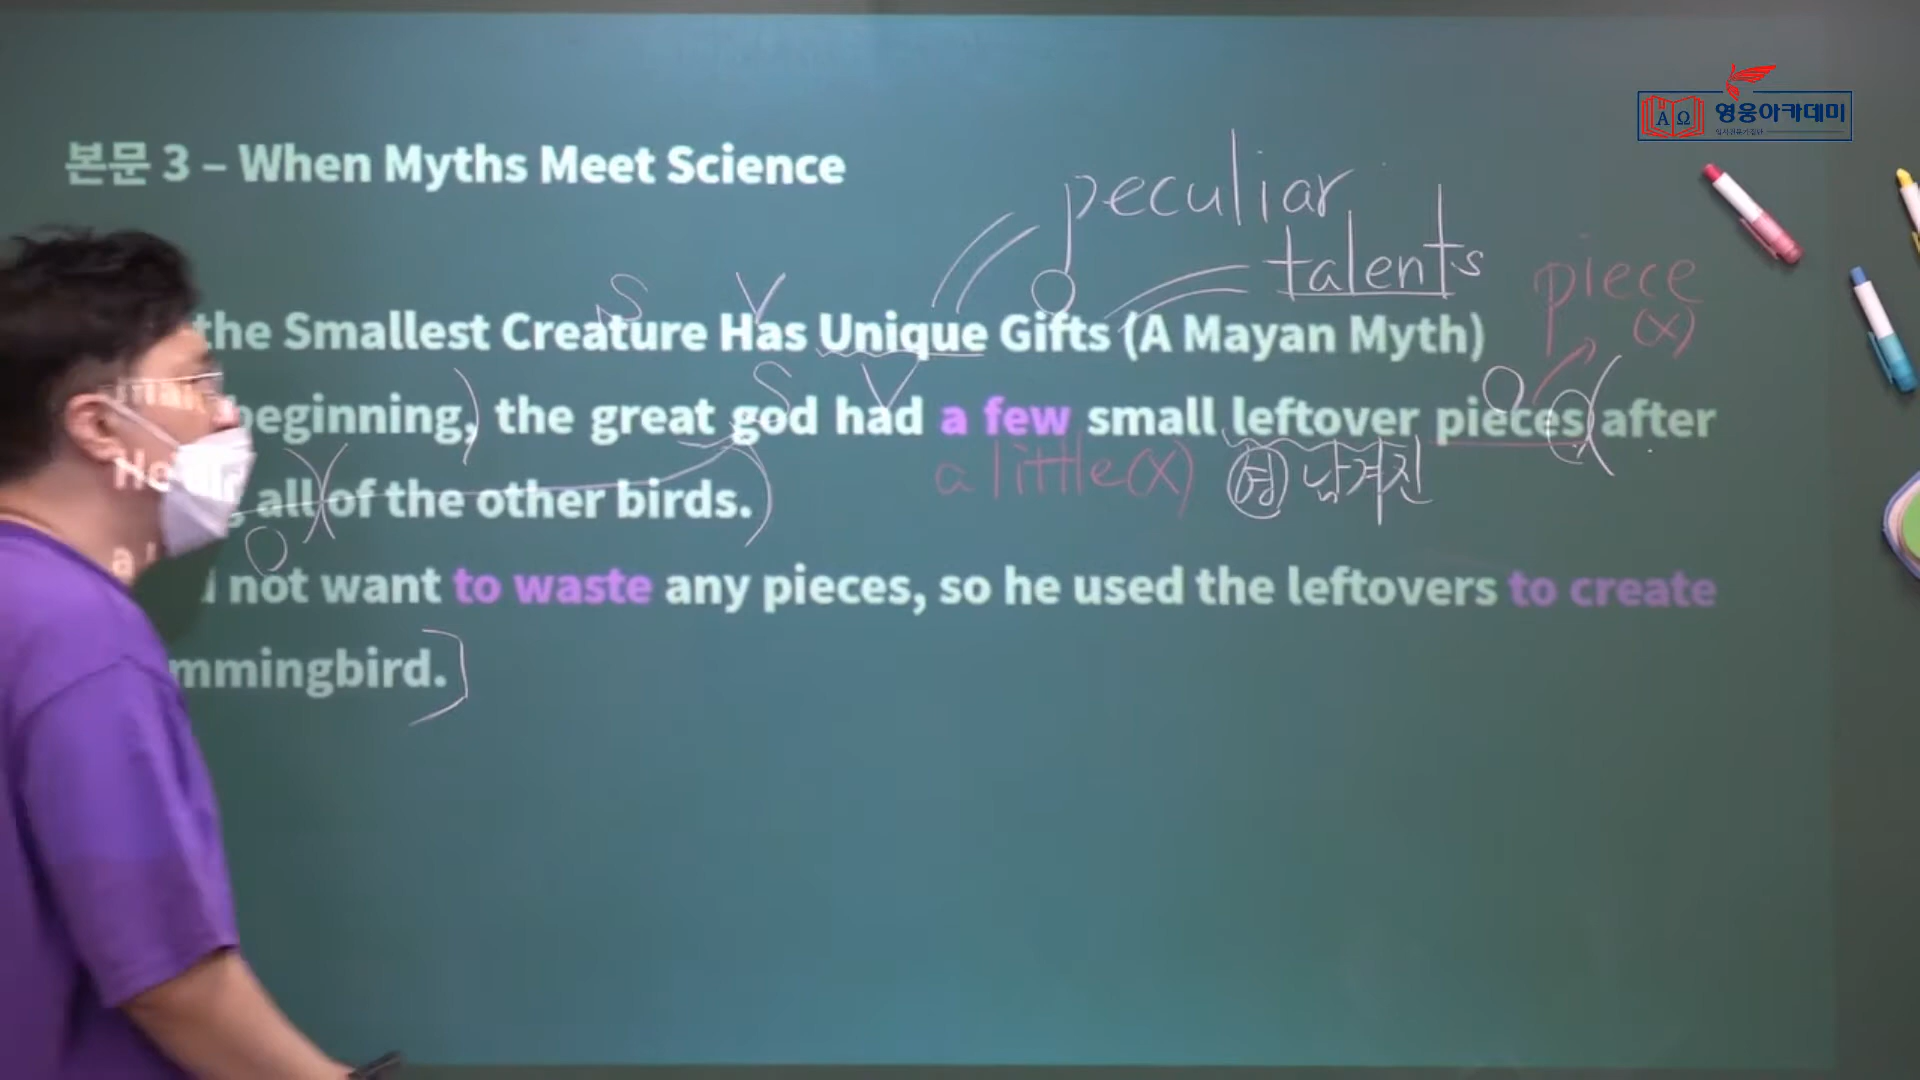 영웅아카데미
본문 3 – When Myths Meet Science
peculiar
talents
piece
(X)
S V
the Smallest Creature Has Unique Gifts (A Mayan Myth)
S V O
beginning, the great god had a few small leftover pieces after
a little(X) 형 남겨진
all of the other birds.
O
not want to waste any pieces, so he used the leftovers to create
mmingbird.